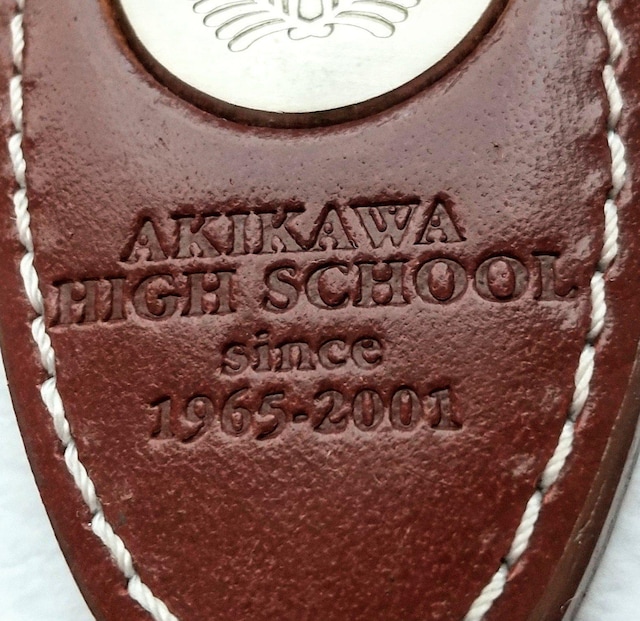 AKIKAWA
HIGH SCHOOL
since
1965-2001